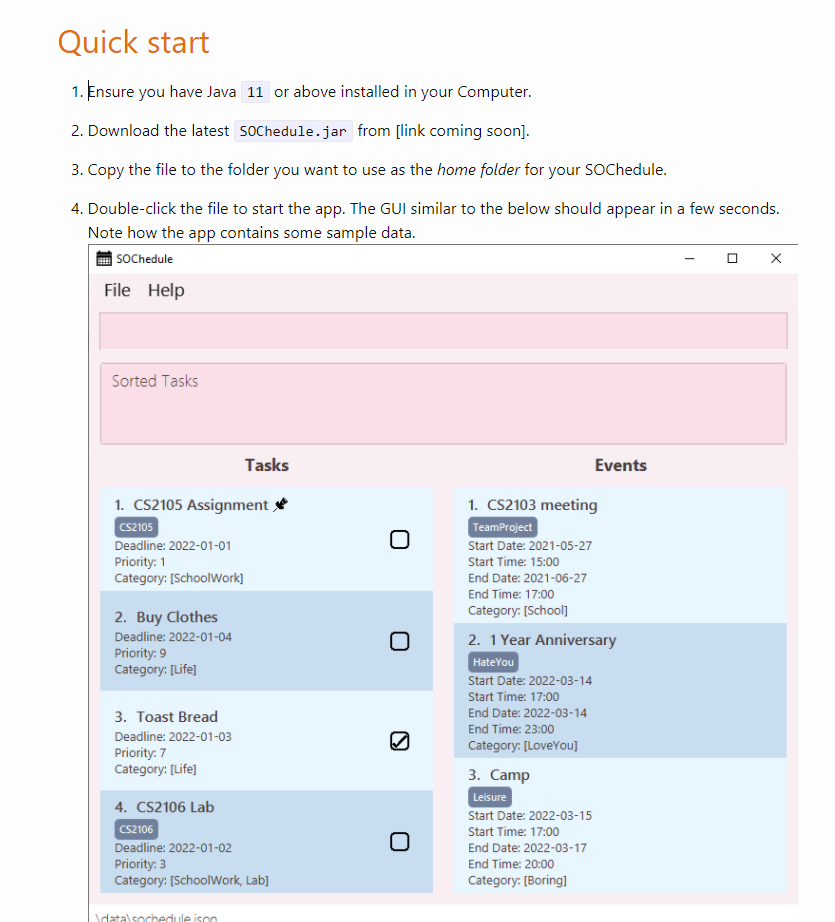 Quick start
1. Ensure you have Java 11 or above installed in your Computer.
2. Download the latest SOChedule.jar from [link coming soon].
3. Copy the file to the folder you want to use as the home folder for your SOChedule.
4. Double-click the file to start the app. The GUI similar to the below should appear in a few seconds.
Note how the app contains some sample data.
SOChedule
File Help
Sorted Tasks
Tasks
1. CS2105 Assignment
CS2105
Deadline: 2022-01-01
Priority: 1
Category: [SchoolWork]
2. Buy Clothes
Deadline: 2022-01-04
Priority: 9
Category: [Life]
3. Toast Bread
Deadline: 2022-01-03
Priority: 7
Category: [Life]
4. CS2106 Lab
CS2106
Deadline: 2022-01-02
Priority: 3
Category: [SchoolWork, Lab]
Events
1. CS2103 meeting
TeamProject
Start Date: 2021-05-27
Start Time: 15:00
End Date: 2021-06-27
End Time: 17:00
Category: [School]
2. 1 Year Anniversary
HateYou
Start Date: 2022-03-14
Start Time: 17:00
End Date: 2022-03-14
End Time: 23:00
Category: [LoveYou]
3. Camp
Leisure
Start Date: 2022-03-15
Start Time: 17:00
End Date: 2022-03-17
End Time: 20:00
Category: [Boring]
\data\sochedule.json